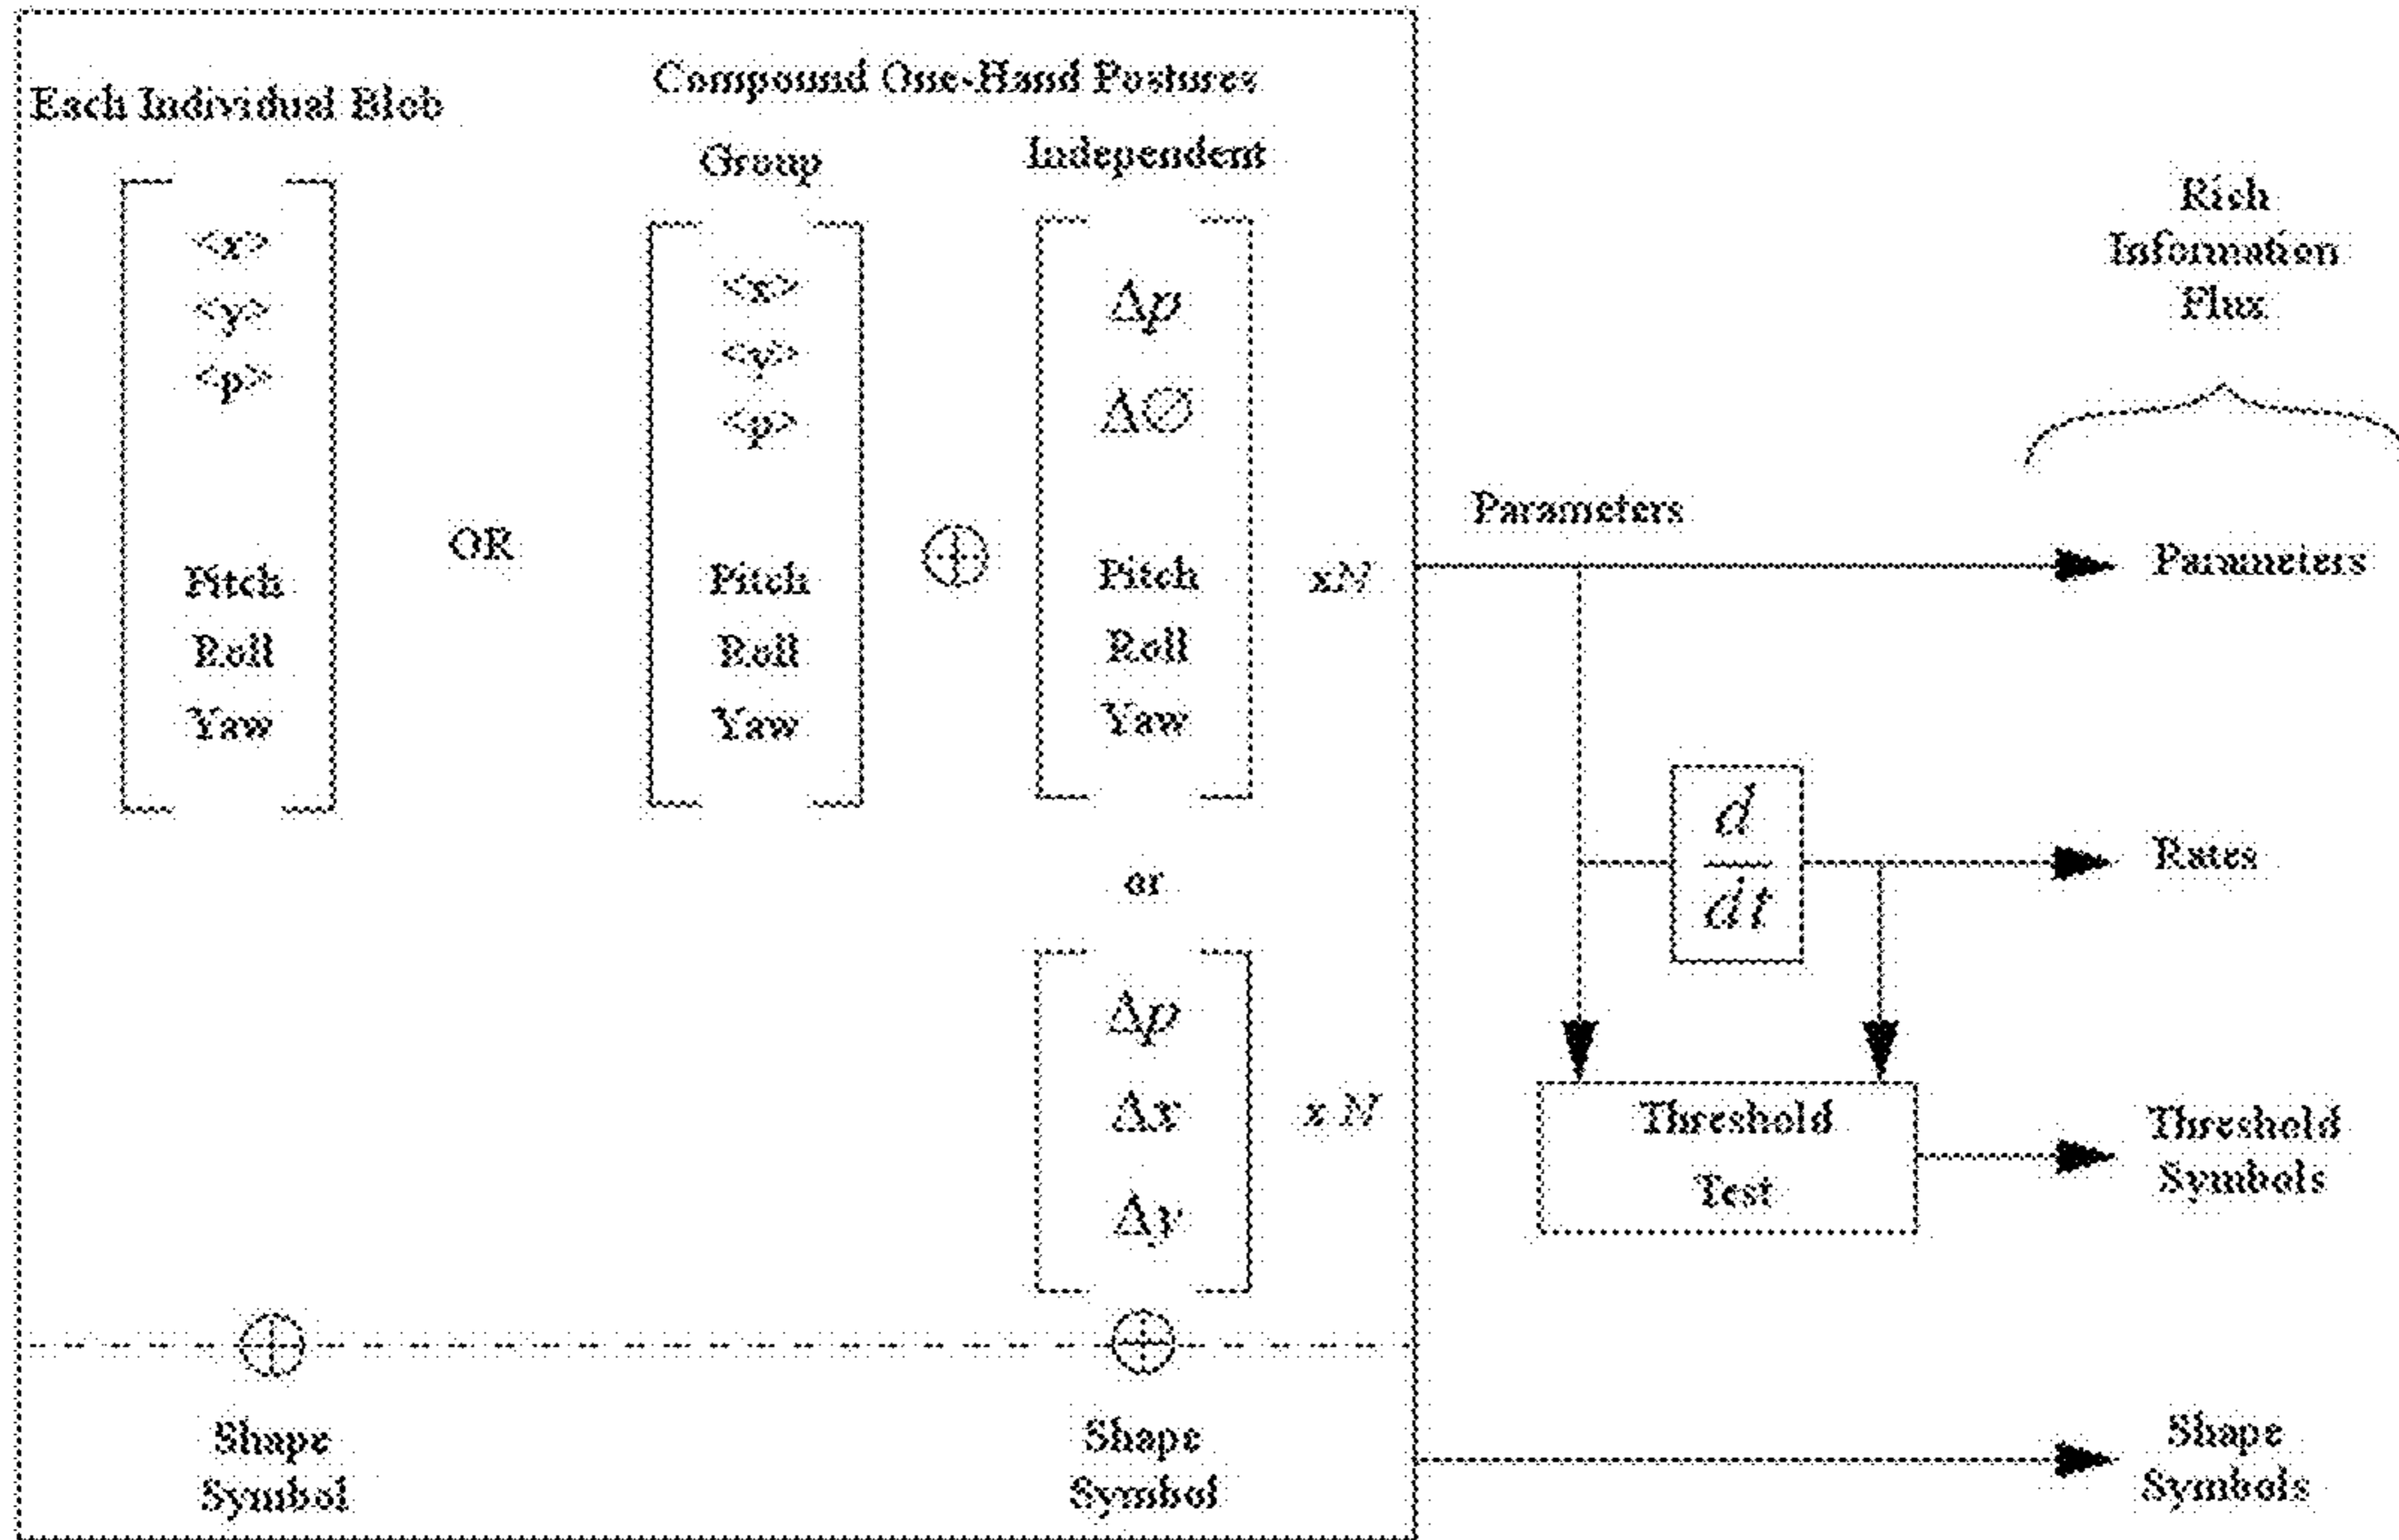 Each Individual Blob
<x>
<y>
<p>
Pitch
Roll
Yaw
OR
Compound One-Hand Postures
Group
<x>
<y>
<p>
Pitch
Roll
Yaw
⊕
Independent
Δp
Δ∅
Pitch
Roll
Yaw
xN
or
Δp
Δx
Δy
x N
⊕
Shape
Symbol
⊕
Shape
Symbol
Parameters
d
dt
Threshold
Test
Rich
Information
Flux
Parameters
Rates
Threshold
Symbols
Shape
Symbols